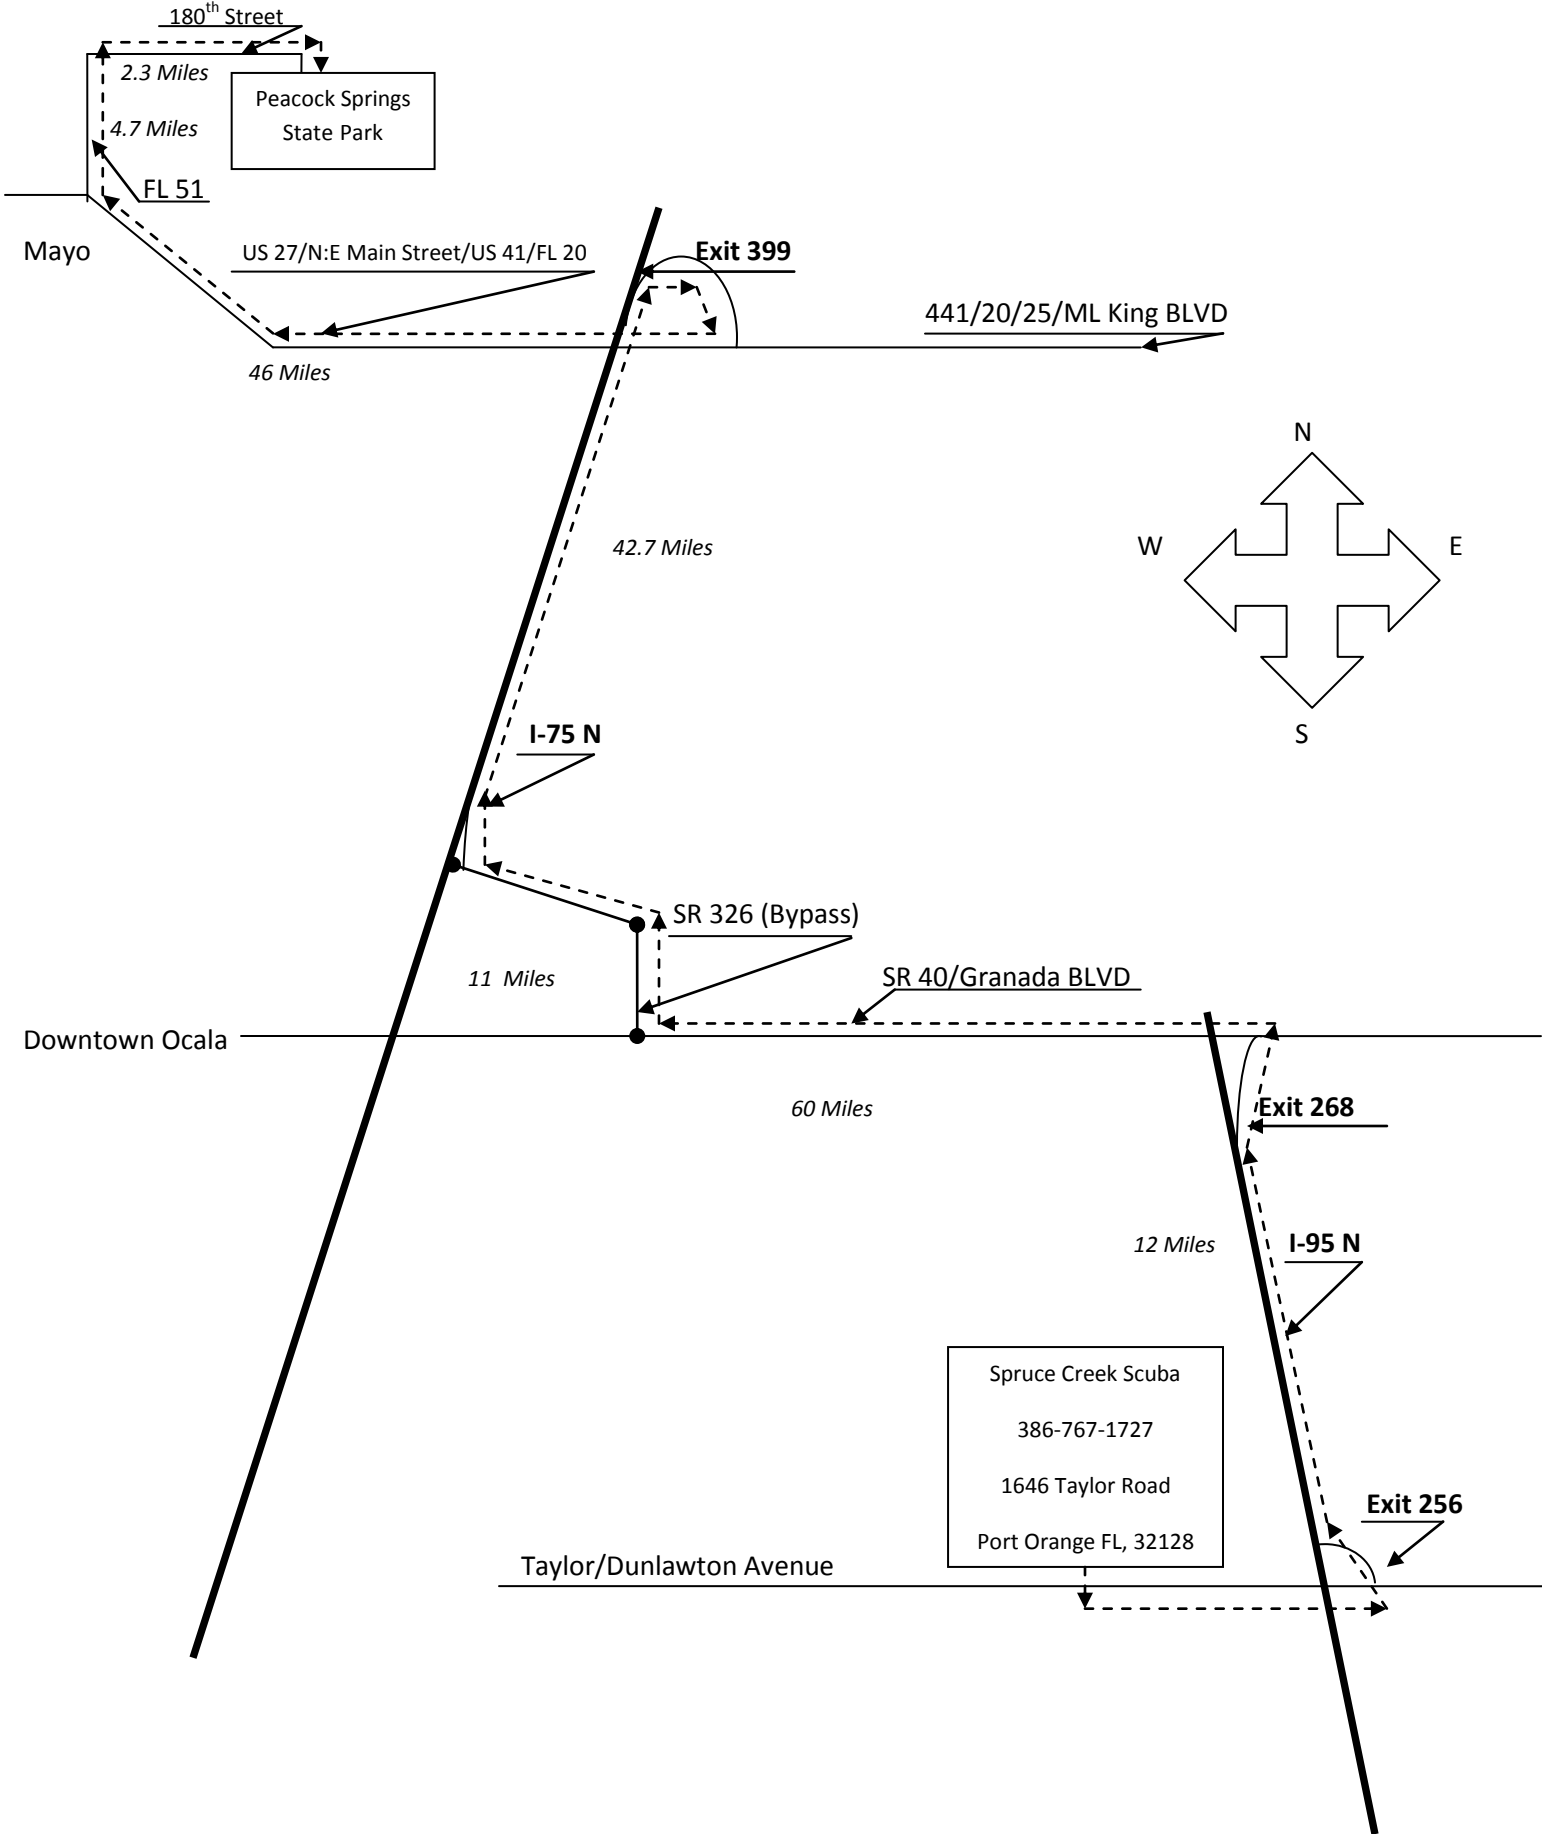 180th Street
2.3 Miles
Peacock Springs
State Park
4.7 Miles
FL 51
Mayo
US 27/N:E Main Street/US 41/FL 20
Exit 399
441/20/25/ML King BLVD
46 Miles
N
W
E
S
42.7 Miles
I-75 N
SR 326 (Bypass)
11 Miles
SR 40/Granada BLVD
Downtown Ocala
60 Miles
Exit 268
12 Miles
I-95 N
Spruce Creek Scuba
386-767-1727
1646 Taylor Road
Port Orange FL, 32128
Exit 256
Taylor/Dunlawton Avenue